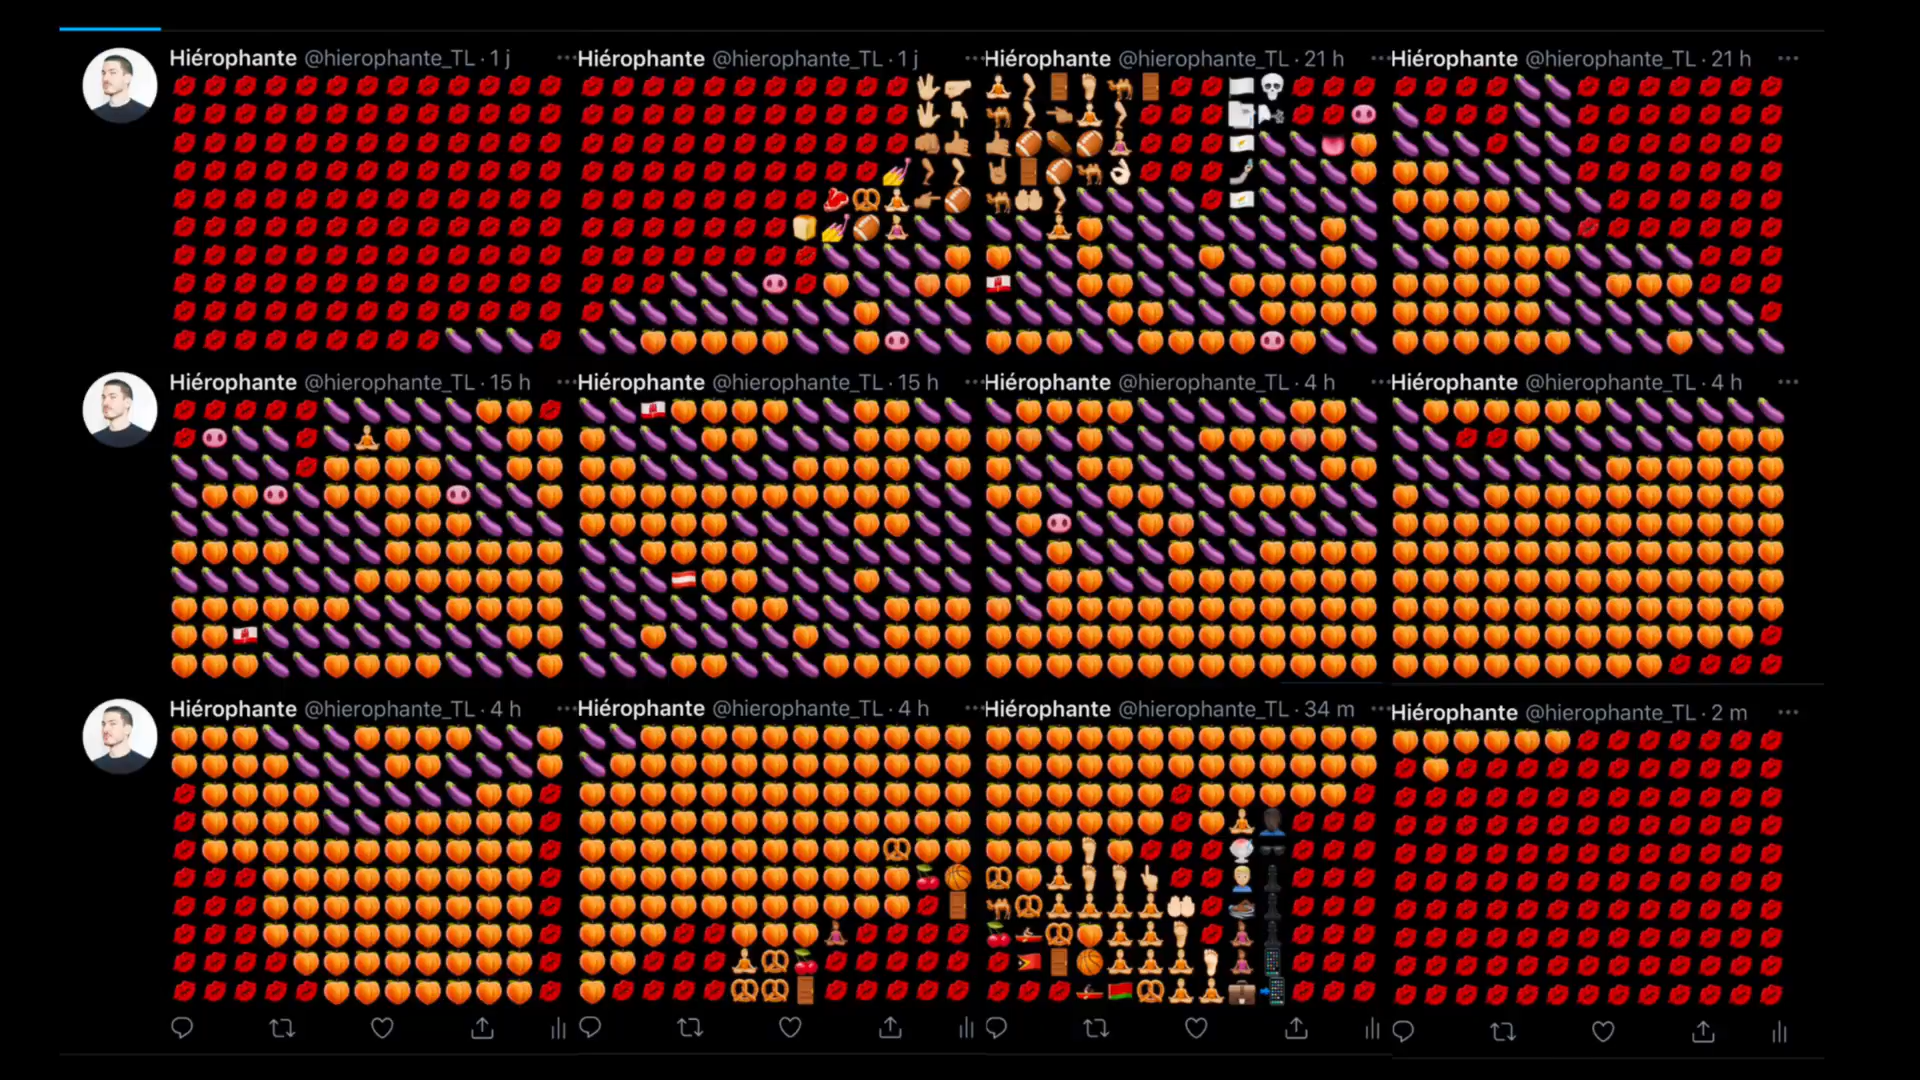 Hiérophante @hierophante_TL · 1 j
Hiérophante @hierophante_TL · 1 j
Hiérophante @hierophante_TL · 21 h
Hiérophante @hierophante_TL · 21 h
Hiérophante @hierophante_TL · 15 h
Hiérophante @hierophante_TL · 15 h
Hiérophante @hierophante_TL · 4 h
Hiérophante @hierophante_TL · 4 h
Hiérophante @hierophante_TL · 4 h
Hiérophante @hierophante_TL · 4 h
Hiérophante @hierophante_TL · 34 m
Hiérophante @hierophante_TL · 2 m